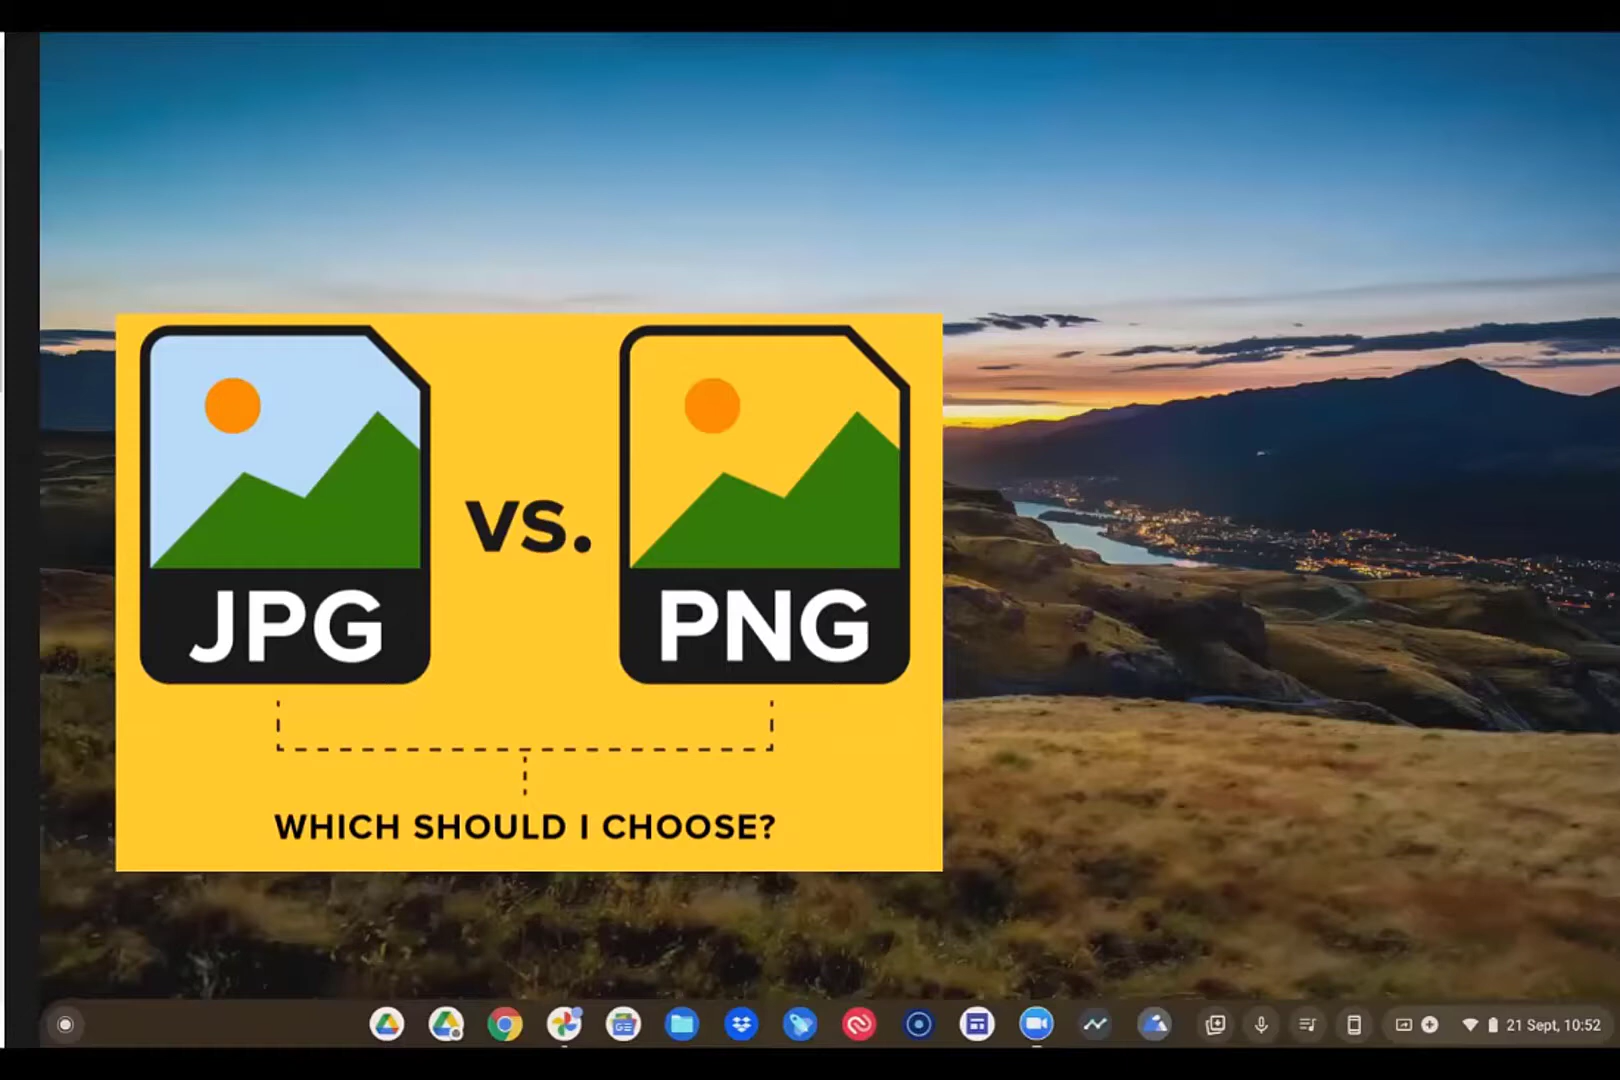 JPG
VS.
PNG
WHICH SHOULD I CHOOSE?
21 Sept, 10:52